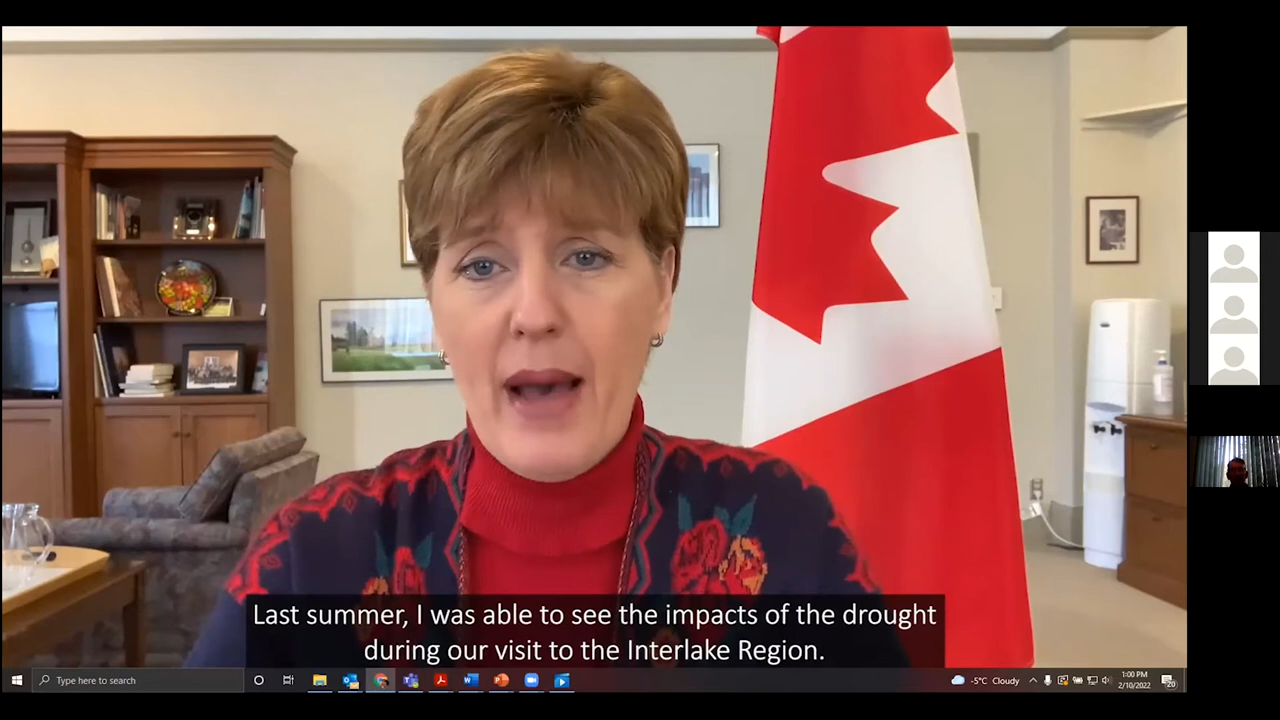 Last summer, I was able to see the impacts of the drought
during our visit to the Interlake Region.
Type here to search
-5°C Cloudy
1:00 PM
2/10/2022
20